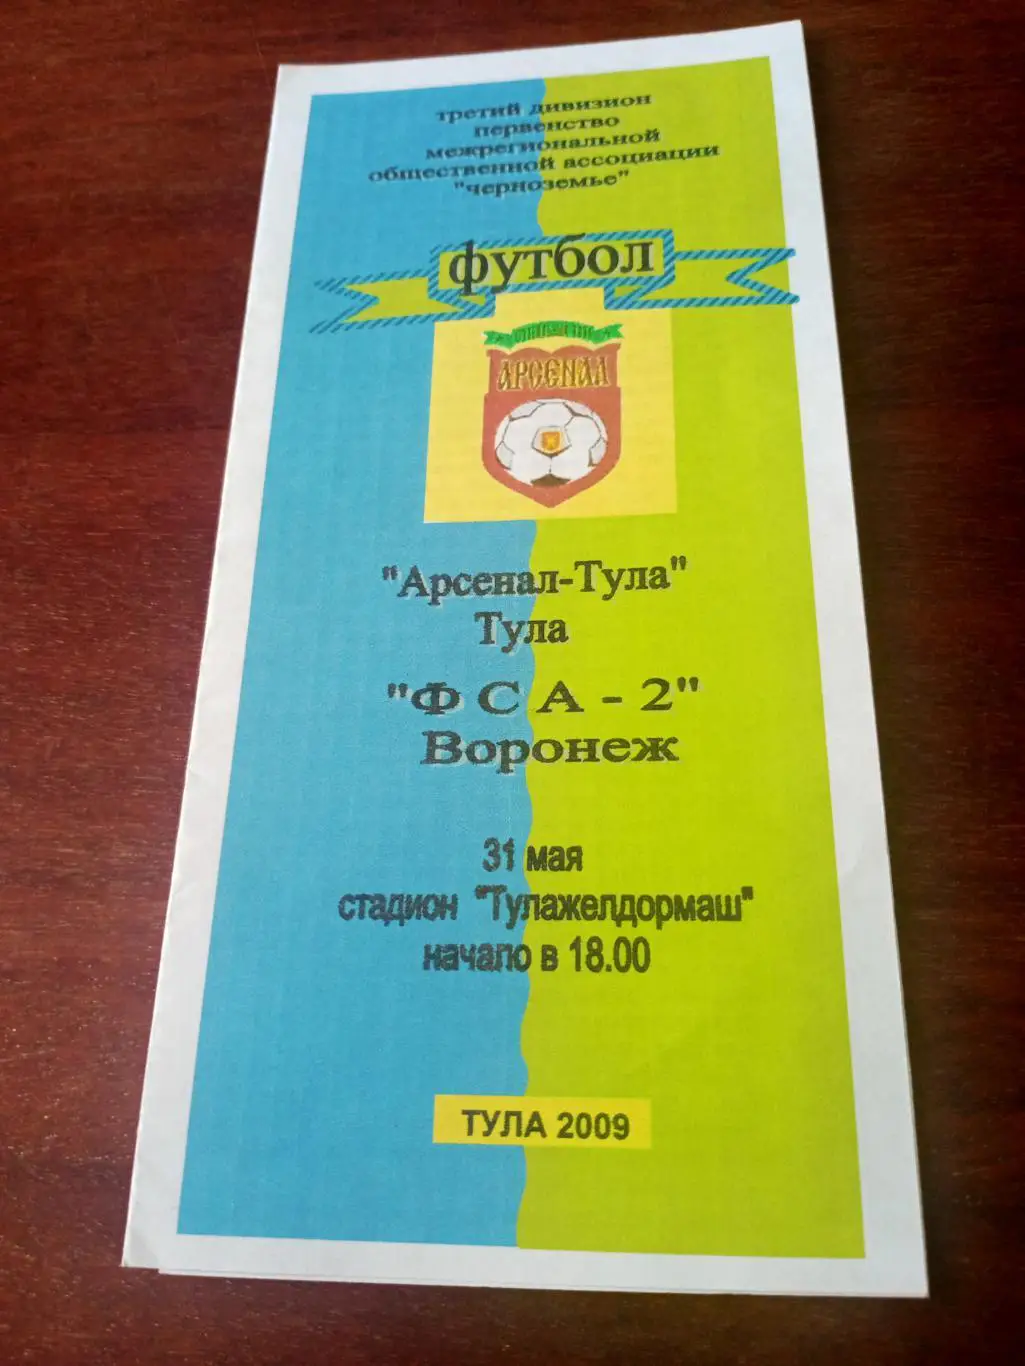 третий дивизион
первенство
межрегиональной
общественной ассоциации
"черноземье"
футбол
АРСЕНАЛ
"Арсенал-Тула"
Тула
"Ф С А - 2"
Воронеж
31 мая
стадион "Тулажелдормаш"
начало в 18.00
ТУЛА 2009